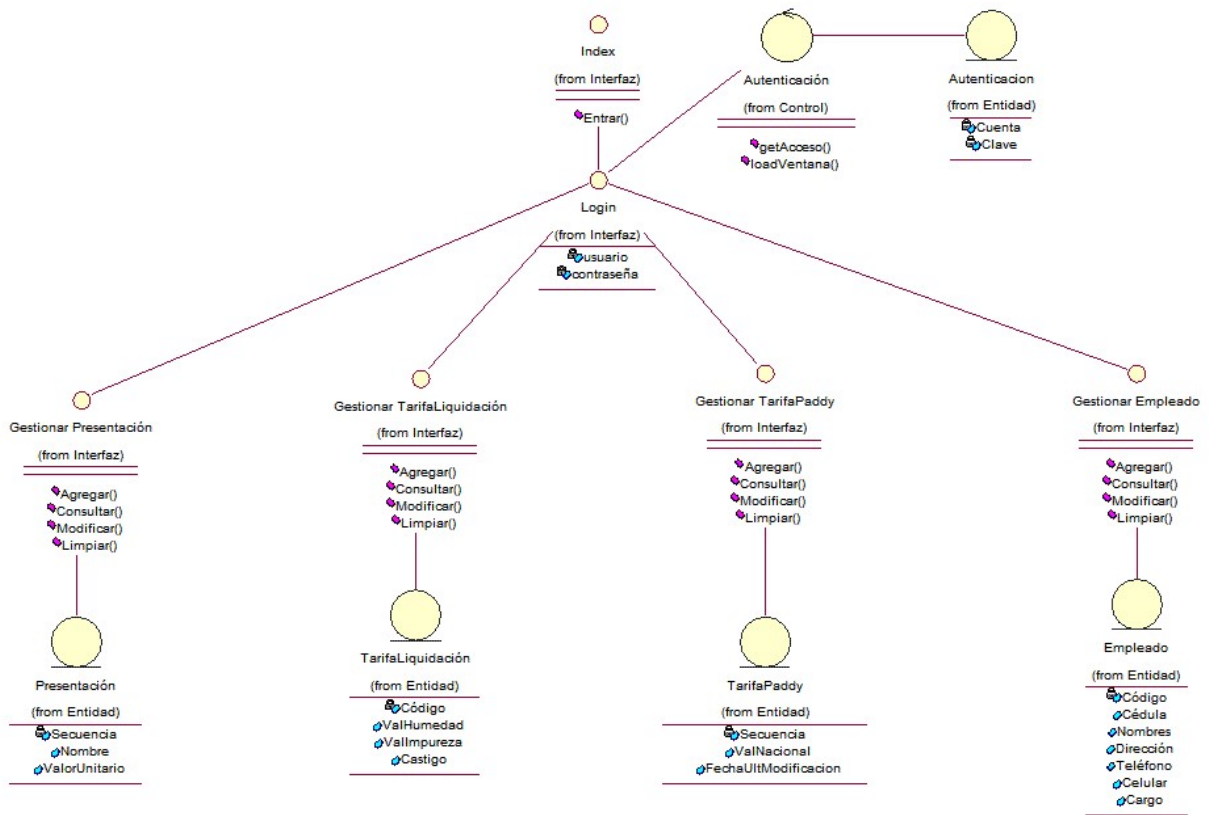 Index
(from Interfaz)
Entrar()
Autenticación
(from Control)
getAcceso()
loadVentana()
Autenticacion
(from Entidad)
Cuenta
Clave
Login
(from Interfaz)
usuario
contraseña
Gestionar Presentación
(from Interfaz)
Agregar()
Consultar()
Modificar()
Limpiar()
Gestionar TarifaLiquidación
(from Interfaz)
Agregar()
Consultar()
Modificar()
Limpiar()
Gestionar TarifaPaddy
(from Interfaz)
Agregar()
Consultar()
Modificar()
Limpiar()
Gestionar Empleado
(from Interfaz)
Agregar()
Consultar()
Modificar()
Limpiar()
Presentación
(from Entidad)
Secuencia
Nombre
ValorUnitario
TarifaLiquidación
(from Entidad)
Código
ValHumedad
ValImpureza
Castigo
TarifaPaddy
(from Entidad)
Secuencia
ValNacional
FechaUltModificacion
Empleado
(from Entidad)
Código
Cédula
Nombres
Dirección
Teléfono
Celular
Cargo